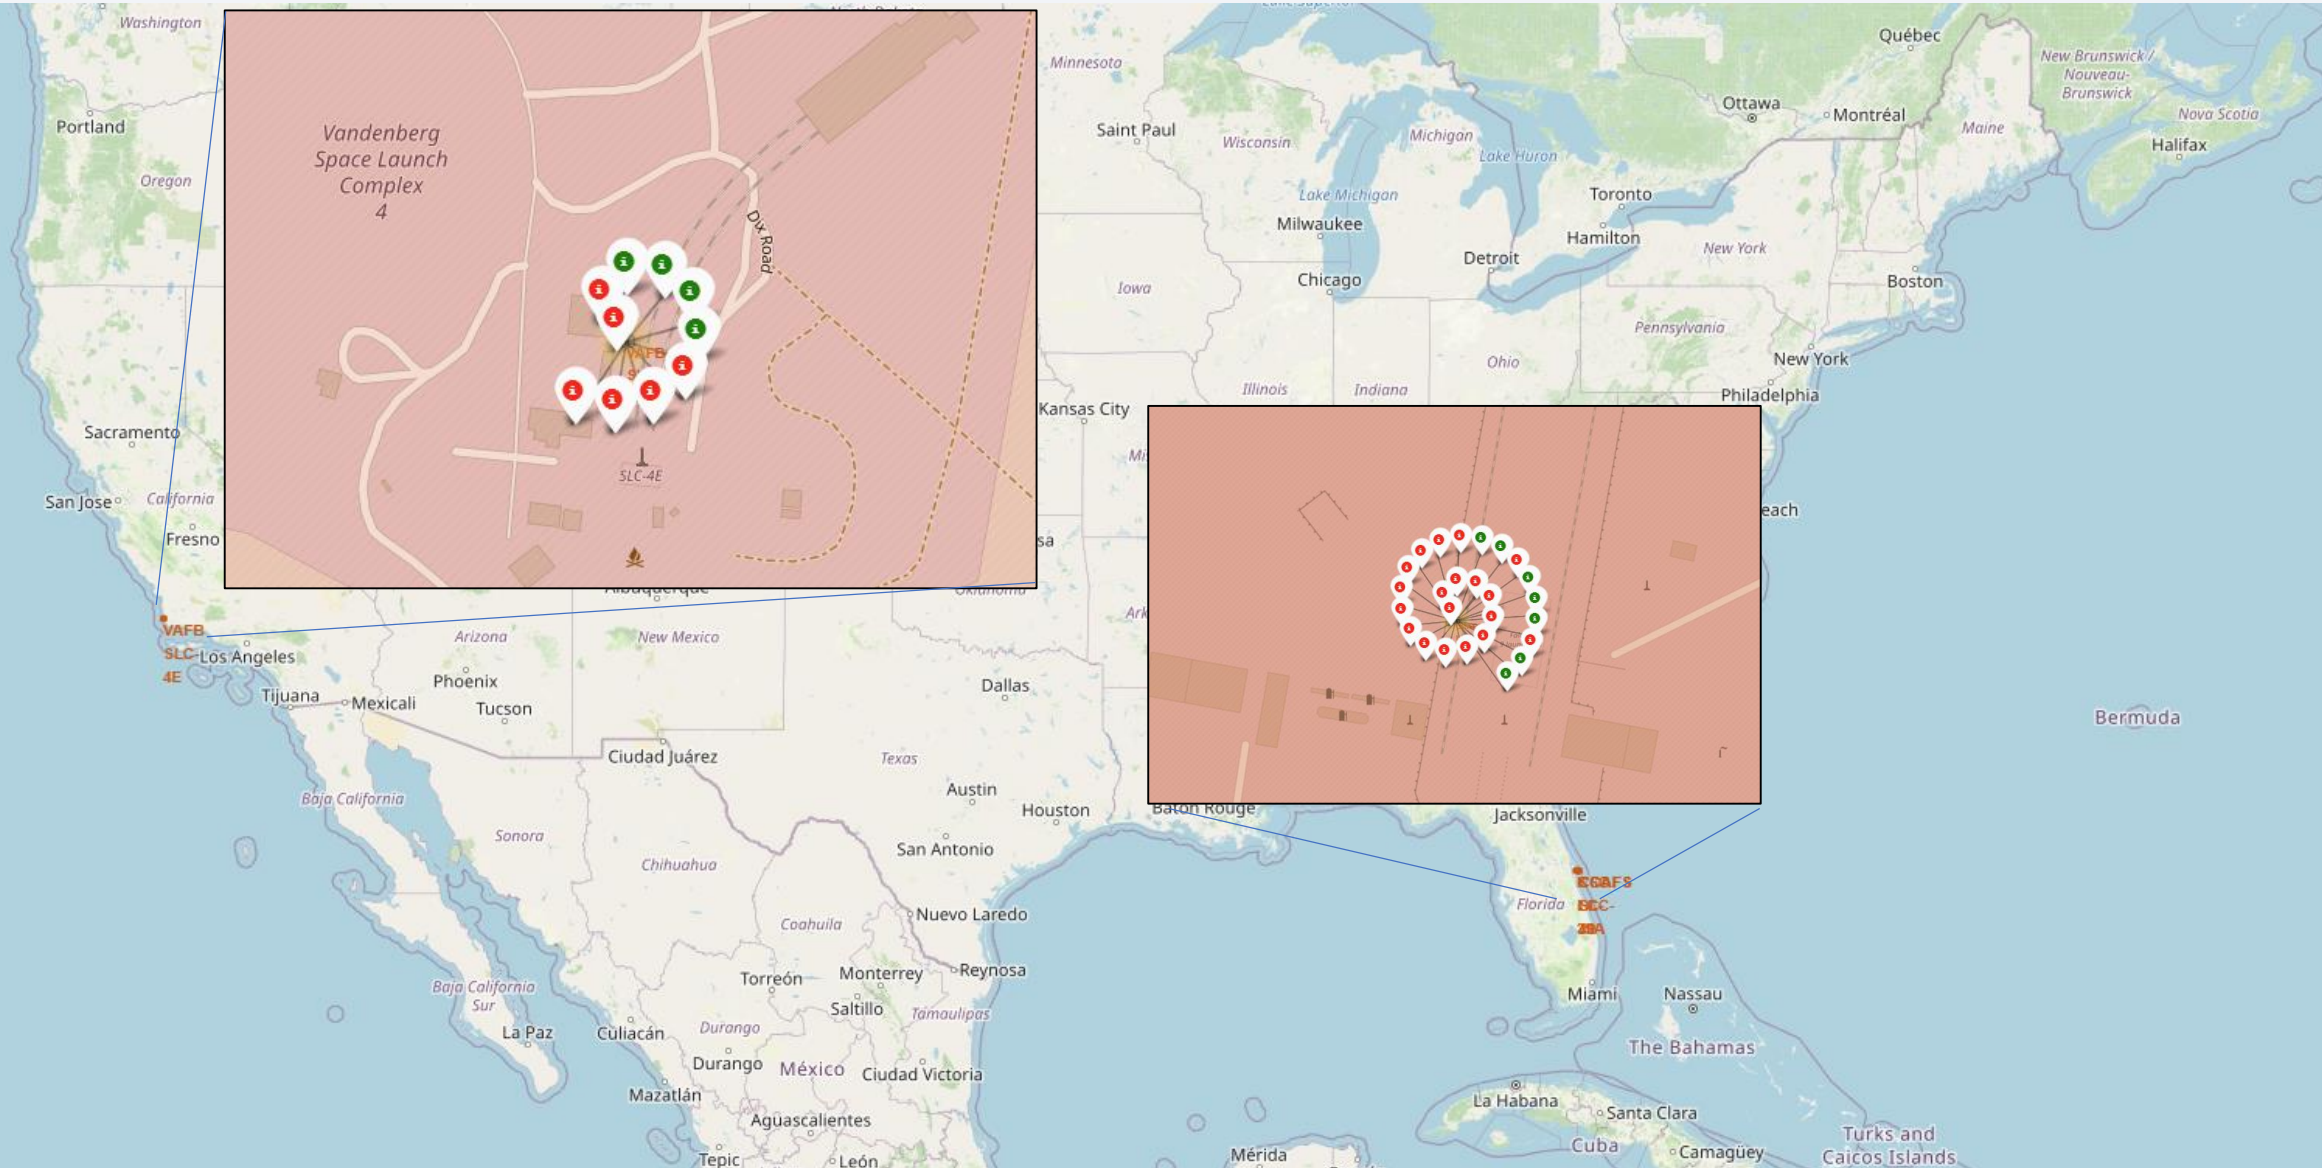 Washington
Québec
Minnesota
New Brunswick /
Nouveau-
Brunswick
Portland
Vandenberg
Space Launch
Complex
4
Saint Paul
Wisconsin
Michigan
Ottawa
Montréal
Maine
Nova Scotia
Halifax
Lake Huron
Oregon
Lake Michigan
Toronto
Milwaukee
Hamilton
New York
Dix Road
Detroit
Chicago
Boston
Iowa
Pennsylvania
VAFB
New York
Ohio
Illinois
Indiana
Philadelphia
Kansas City
Sacramento
SLC-4E
San Jose
California
each
Fresno
sa
Albuquerque
Oklahoma
Ark
VAFB
SLC-
4E
Los Angeles
Arizona
New Mexico
Phoenix
Dallas
Tijuana
Mexicali
Tucson
Bermuda
Ciudad Juárez
Texas
Baja California
Austin
Houston
Baton Rouge
Jacksonville
Sonora
San Antonio
Chihuahua
Florida
Coahuila
Nuevo Laredo
Torreón
Monterrey
Reynosa
Baja California
Sur
Saltillo
Tamaulipas
Miami
Nassau
La Paz
Culiacán
Durango
The Bahamas
Durango
México
Ciudad Victoria
Mazatlán
La Habana
Santa Clara
Aguascalientes
Cuba
Camagüey
Turks and
Caicos Islands
Tepic
León
Mérida